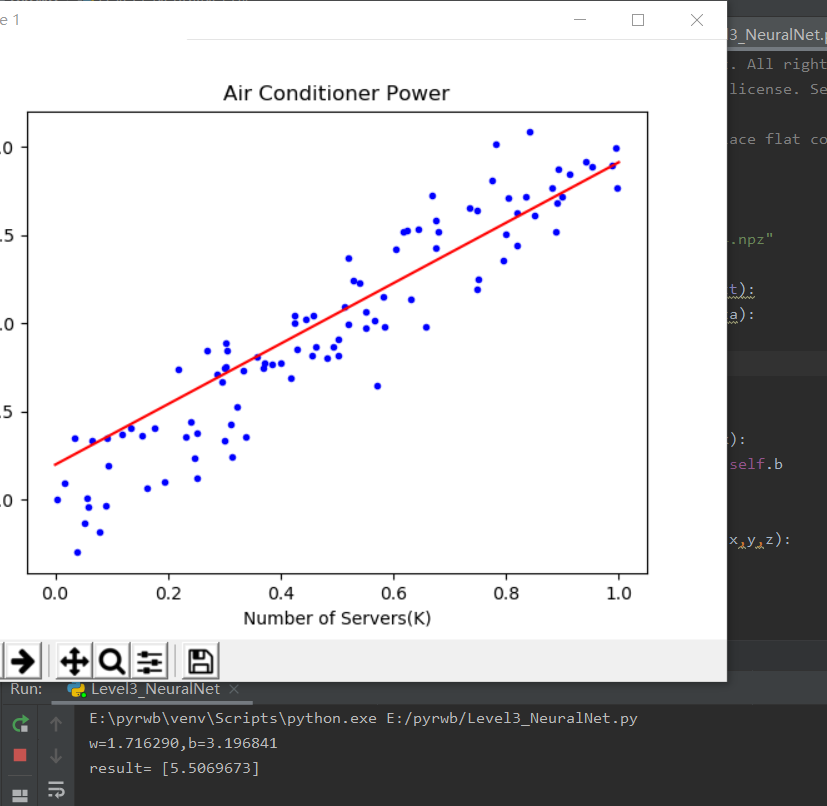 e 1
3_NeuralNet.
. All right
license. Se
ace flat co
Air Conditioner Power
.0
.5
.npz"
t):
.0
a):
.5
):
self.b
.0
x,y,z):
0.0 0.2 0.4 0.6 0.8 1.0
Number of Servers(K)
Run: Level3_NeuralNet
E:\pyrwb\venv\Scripts\python.exe E:/pyrwb/Level3_NeuralNet.py
w=1.716290,b=3.196841
result= [5.5069673]